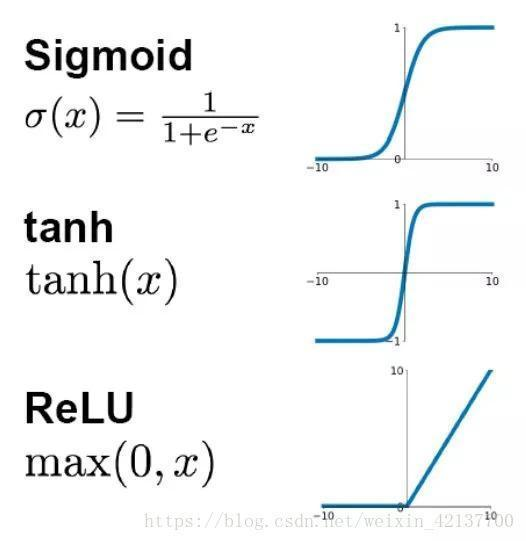 Sigmoid
σ(x) = 1/(1+e^{-x})
1
0
-10
10
tanh
tanh(x)
1
-10
10
-1
ReLU
max(0, x)
10
0
-10
10
https://blog.csdn.net/weixin_42137700